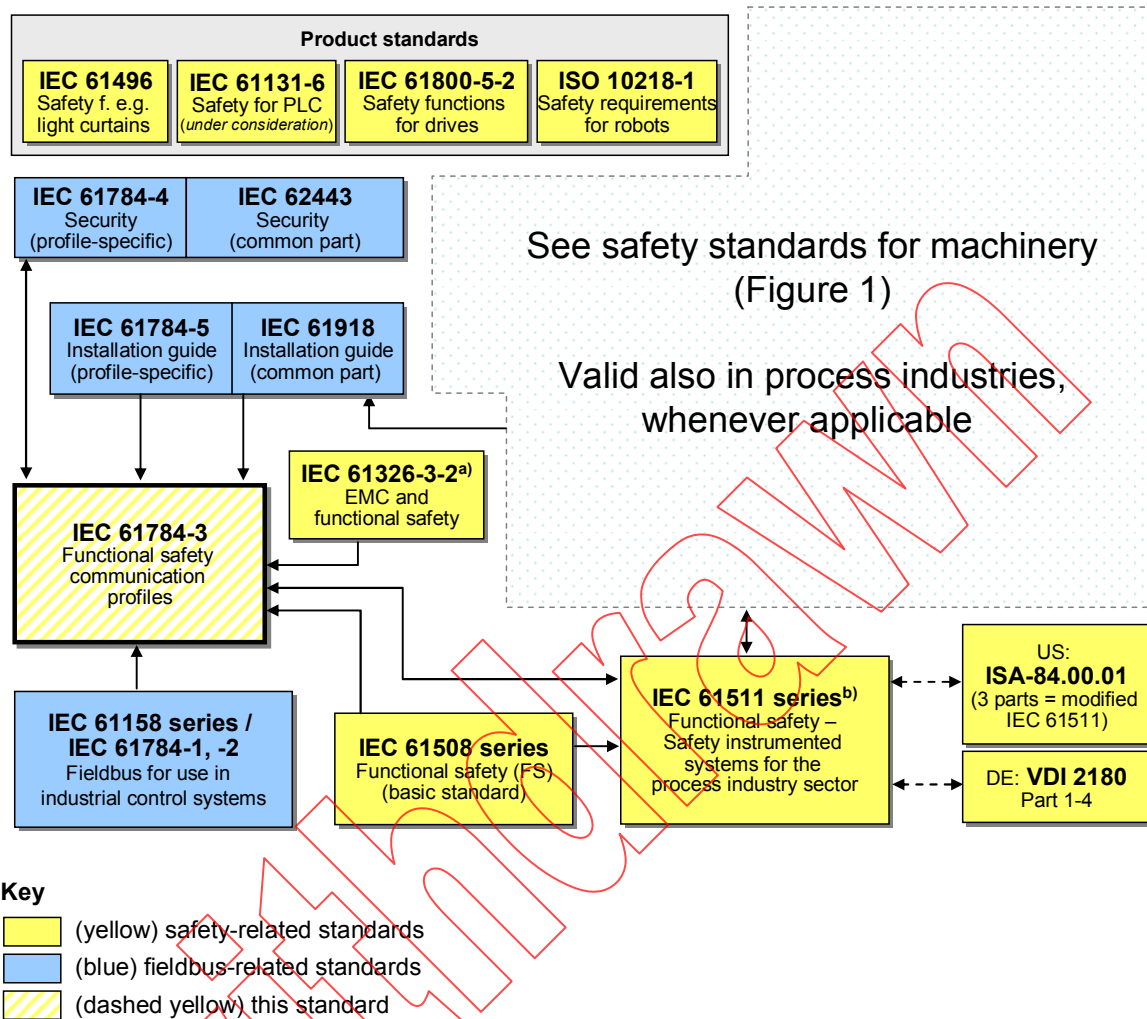 Product standards
IEC 61496
Safety f. e.g.
light curtains
IEC 61131-6
Safety for PLC
(under consideration)
IEC 61800-5-2
Safety functions
for drives
ISO 10218-1
Safety requirements
for robots
IEC 61784-4
Security
(profile-specific)
IEC 62443
Security
(common part)
See safety standards for machinery
(Figure 1)
Valid also in process industries,
whenever applicable
IEC 61784-5
Installation guide
(profile-specific)
IEC 61918
Installation guide
(common part)
IEC 61326-3-2a)
EMC and
functional safety
IEC 61784-3
Functional safety
communication
profiles
IEC 61158 series /
IEC 61784-1, -2
Fieldbus for use in
industrial control systems
IEC 61508 series
Functional safety (FS)
(basic standard)
IEC 61511 seriesb)
Functional safety –
Safety instrumented
systems for the
process industry sector
US:
ISA-84.00.01
(3 parts = modified
IEC 61511)
DE: VDI 2180
Part 1-4
Key
(yellow) safety-related standards
(blue) fieldbus-related standards
(dashed yellow) this standard